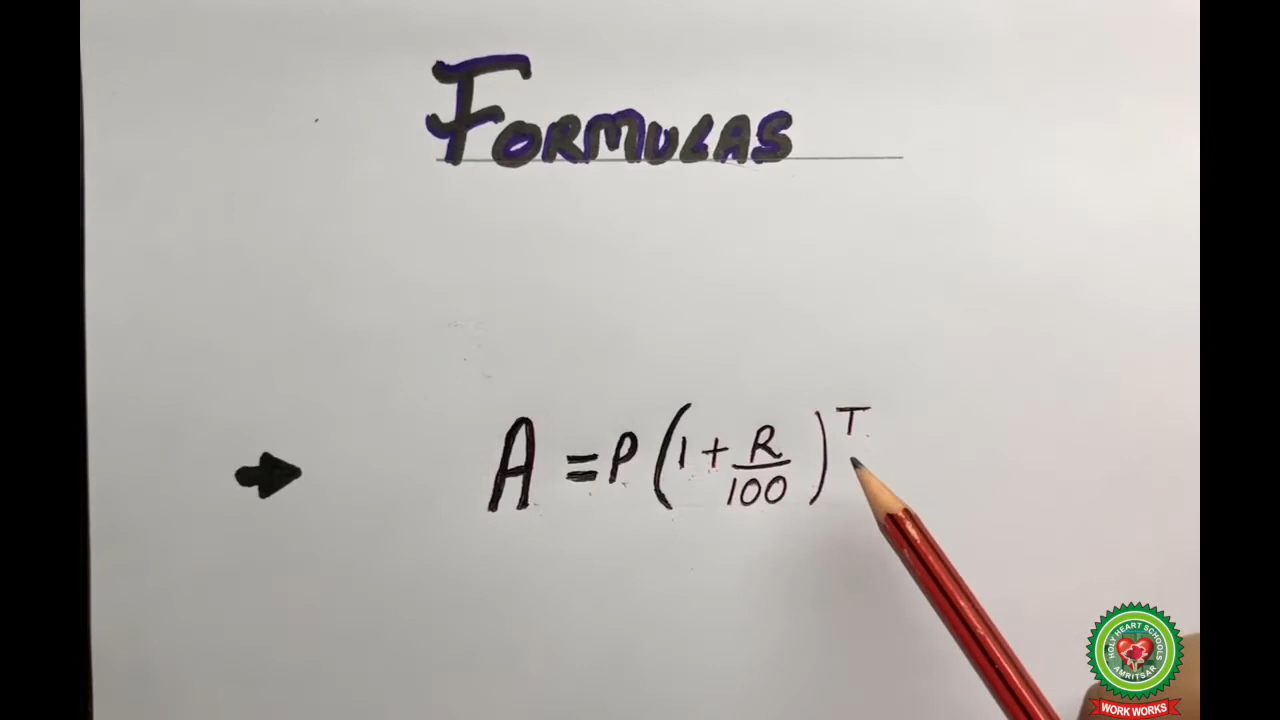 FORMULAS
A = P(1 + R/100)^T
HOLY HEART SCHOOLS
AMRITSAR
WORK WORKS